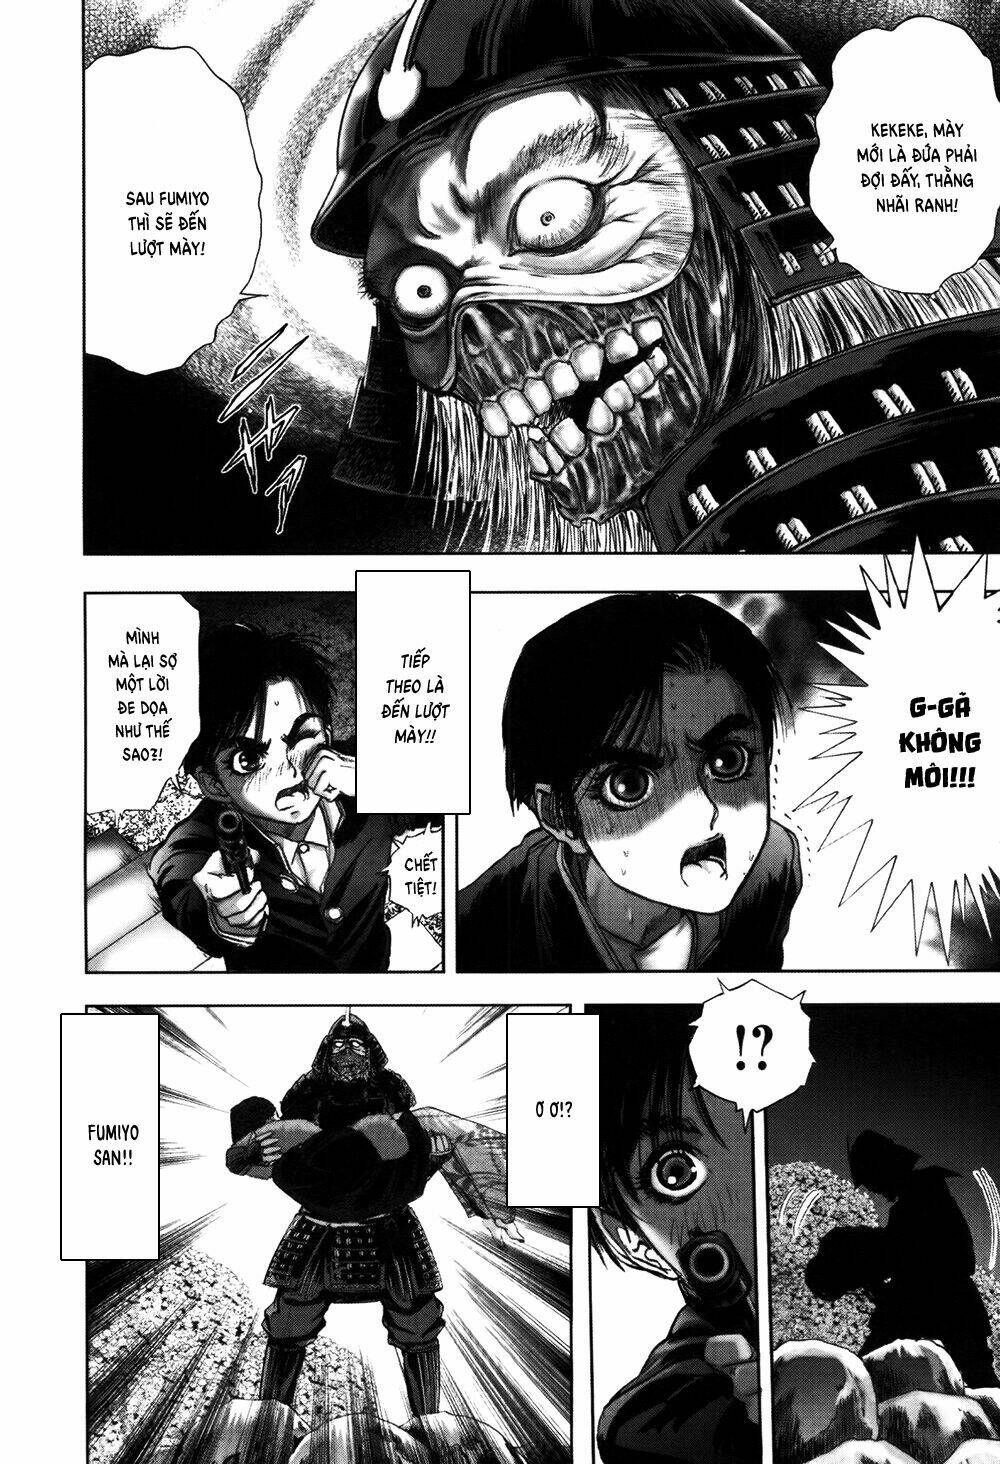 KEKEKE, MÀY
MỚI LÀ ĐỨA PHẢI
ĐỢI ĐẤY, THẰNG
NHÃI RANH!
SAU FUMIYO
THÌ SẼ ĐẾN
LƯỢT MÀY!
G-GÃ
KHÔNG
MÔI!!!
TIẾP
THEO LÀ
ĐẾN LƯỢT
MÀY!!
MÌNH
MÀ LẠI SỢ
MỘT LỜI
ĐE DỌA
NHƯ THẾ
SAO?!
CHẾT
TIỆT!
!?
Ơ Ơ!?
FUMIYO
SAN!!